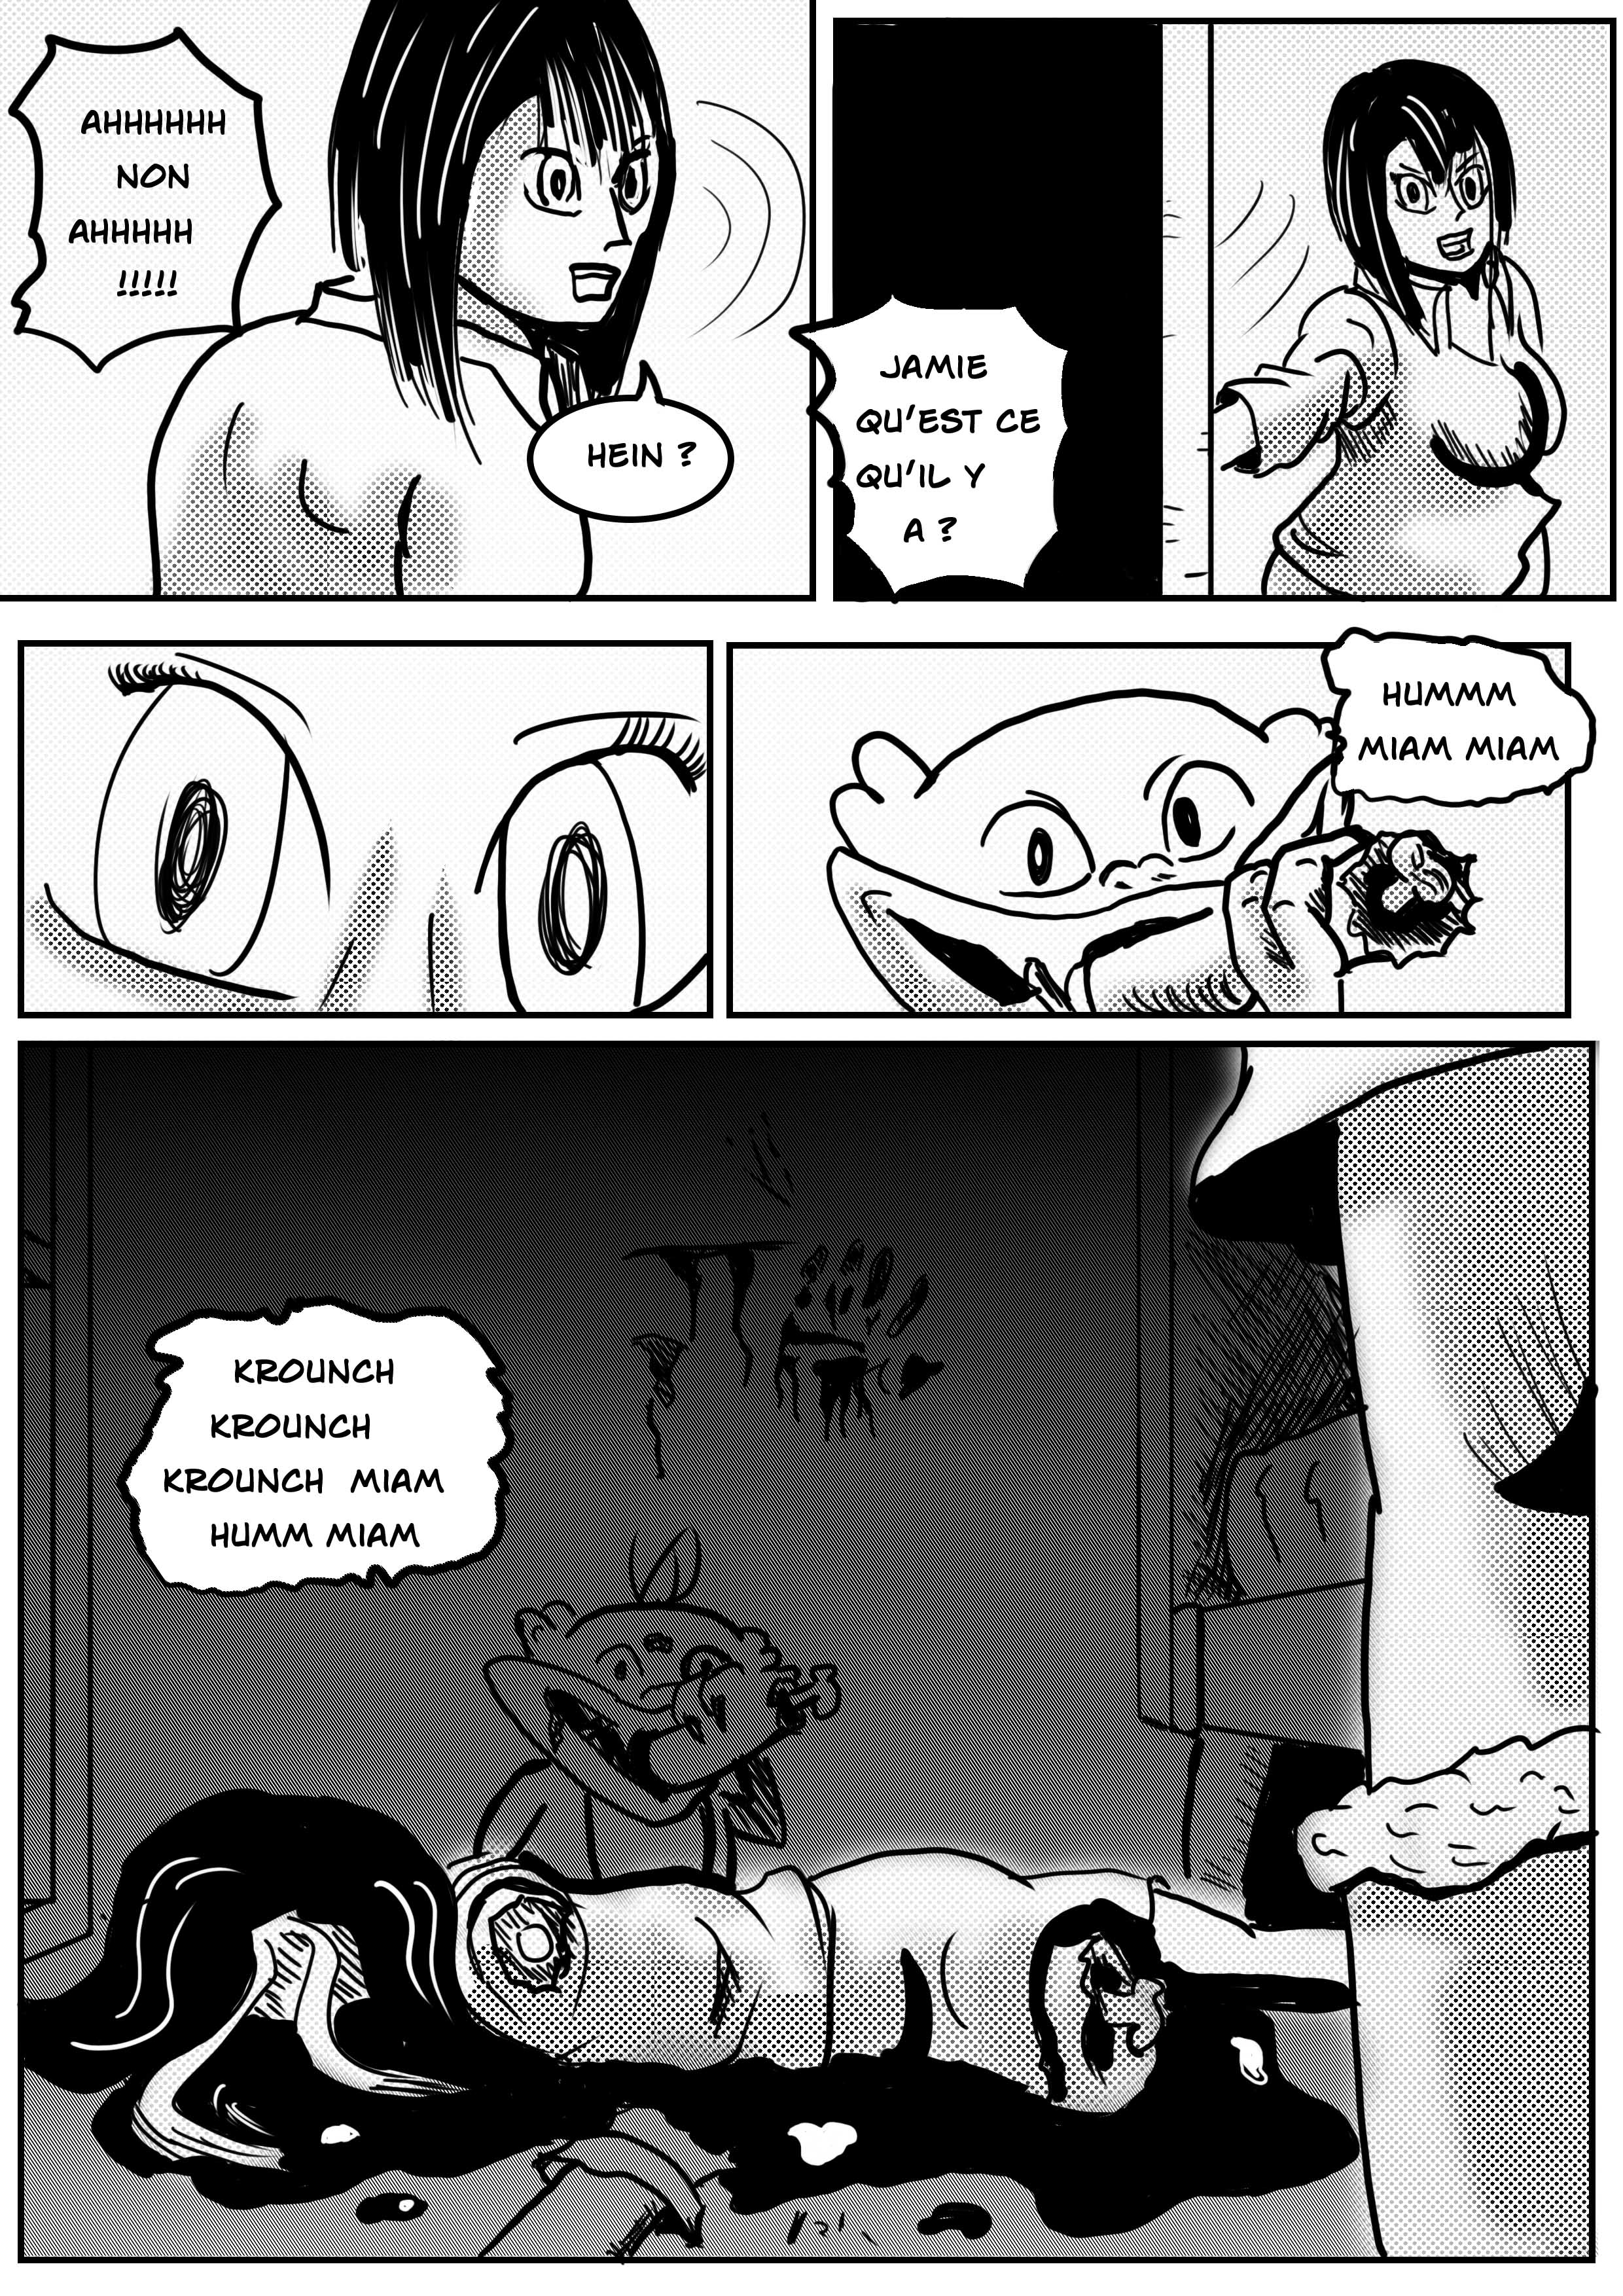 AHHHHHH
NON
AHHHHH
!!!!!
HEIN ?
JAMIE
QU'EST CE
QU'IL Y
A ?
HUMMM
MIAM MIAM
KROUNCH
KROUNCH
KROUNCH MIAM
HUMM MIAM